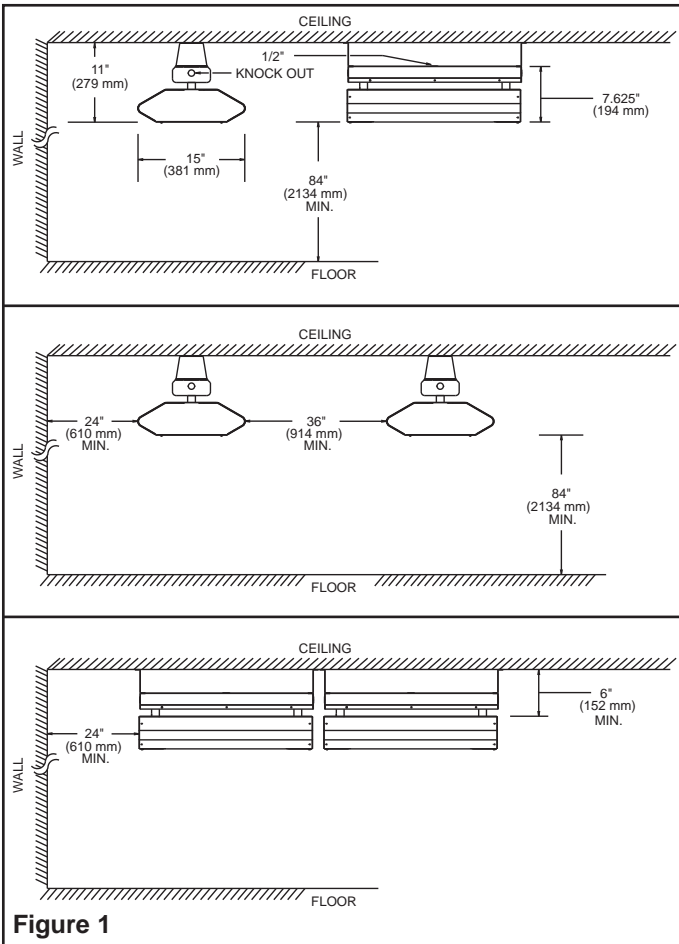 CEILING
1/2"
11"
(279 mm)
KNOCK OUT
7.625"
(194 mm)
WALL
15"
(381 mm)
84"
(2134 mm)
MIN.
FLOOR
CEILING
24"
(610 mm)
MIN.
36"
(914 mm)
MIN.
WALL
84"
(2134 mm)
MIN.
FLOOR
CEILING
6"
(152 mm)
MIN.
24"
(610 mm)
MIN.
WALL
FLOOR
Figure 1